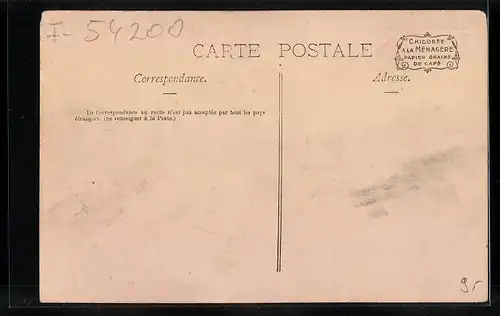 F-54200
CARTE POSTALE
CHICORÉE
A LA MÉNAGÈRE
PAPIER GRAINS
DE CAFÉ
Correspondance.
Adresse.
La Correspondance au recto n'est pas acceptée par tous les pays
étrangers. (Se renseigner à la Poste.)